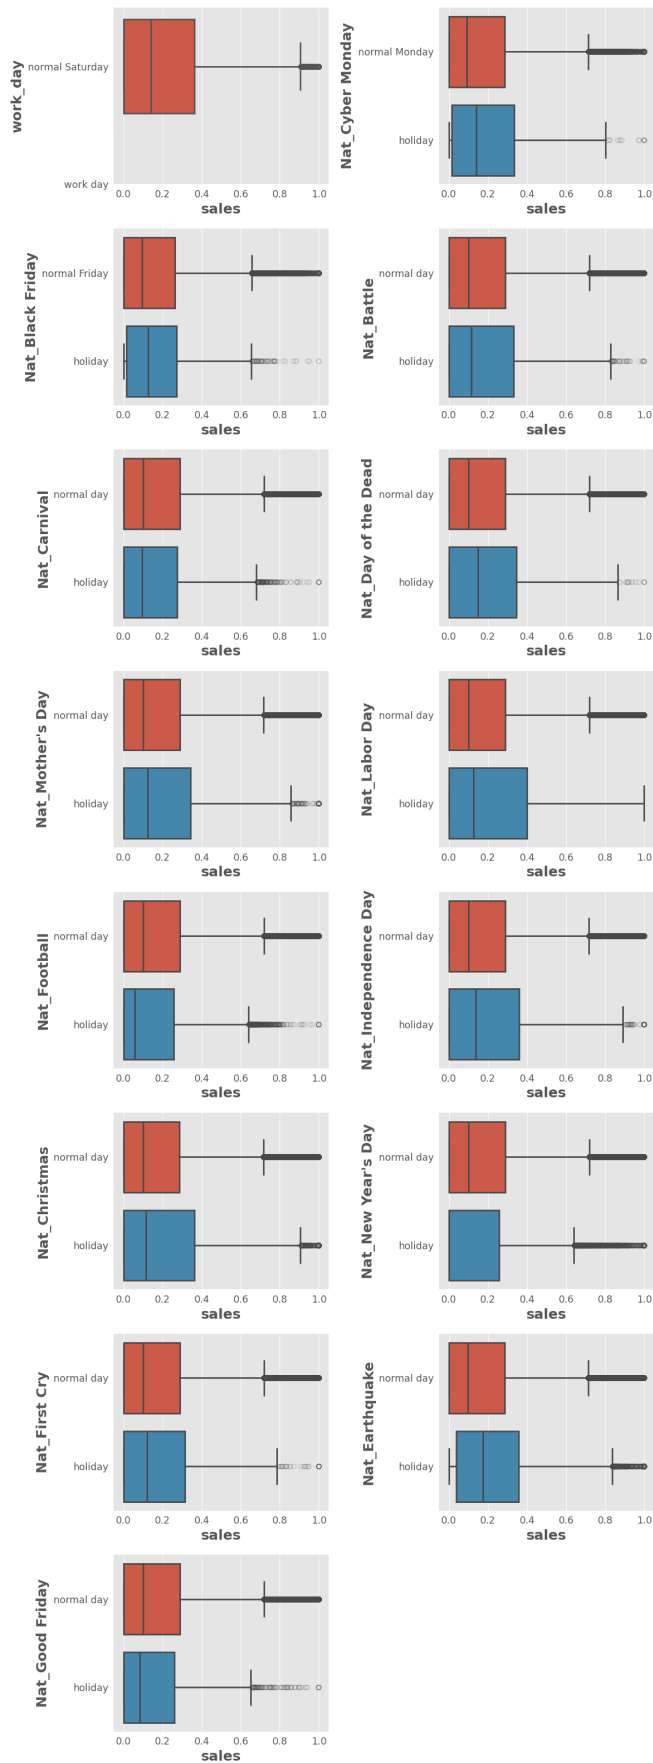 work_day
normal Saturday
work day
0.0 0.2 0.4 0.6 0.8 1.0
sales
Nat_Cyber Monday
normal Monday
holiday
0.0 0.2 0.4 0.6 0.8 1.0
sales
Nat_Black Friday
normal Friday
holiday
0.0 0.2 0.4 0.6 0.8 1.0
sales
Nat_Battle
normal day
holiday
0.0 0.2 0.4 0.6 0.8 1.0
sales
Nat_Carnival
normal day
holiday
0.0 0.2 0.4 0.6 0.8 1.0
sales
Nat_Day of the Dead
normal day
holiday
0.0 0.2 0.4 0.6 0.8 1.0
sales
Nat_Mother's Day
normal day
holiday
0.0 0.2 0.4 0.6 0.8 1.0
sales
Nat_Labor Day
normal day
holiday
0.0 0.2 0.4 0.6 0.8 1.0
sales
Nat_Football
normal day
holiday
0.0 0.2 0.4 0.6 0.8 1.0
sales
Nat_Independence Day
normal day
holiday
0.0 0.2 0.4 0.6 0.8 1.0
sales
Nat_Christmas
normal day
holiday
0.0 0.2 0.4 0.6 0.8 1.0
sales
Nat_New Year's Day
normal day
holiday
0.0 0.2 0.4 0.6 0.8 1.0
sales
Nat_First Cry
normal day
holiday
0.0 0.2 0.4 0.6 0.8 1.0
sales
Nat_Earthquake
normal day
holiday
0.0 0.2 0.4 0.6 0.8 1.0
sales
Nat_Good Friday
normal day
holiday
0.0 0.2 0.4 0.6 0.8 1.0
sales